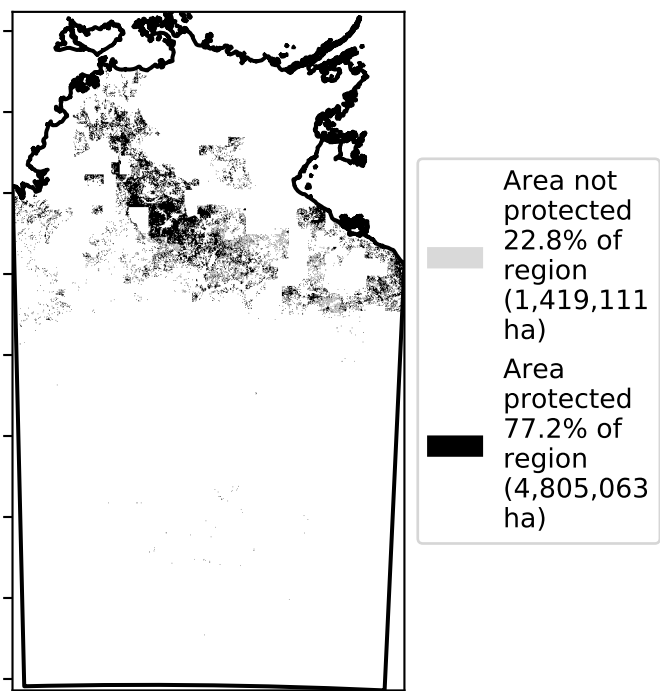 Area not
protected
22.8% of
region
(1,419,111
ha)
Area
protected
77.2% of
region
(4,805,063
ha)